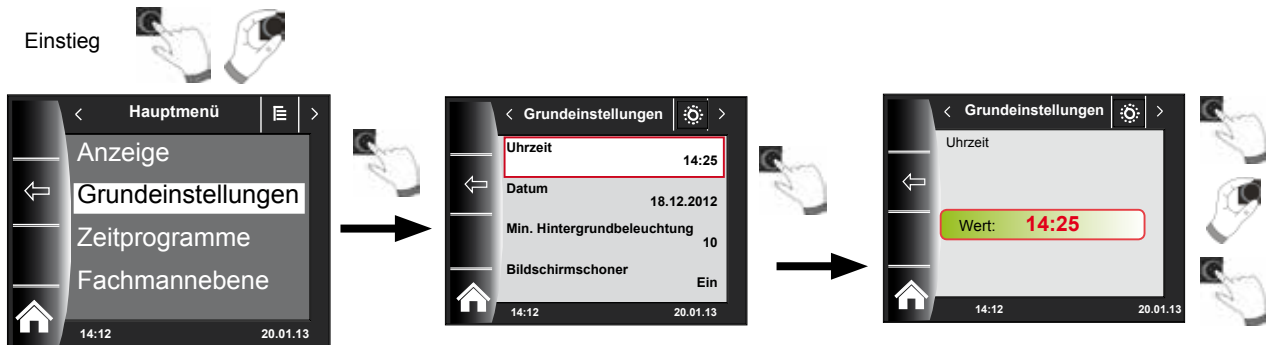 Einstieg
< Hauptmenü >
Anzeige
Grundeinstellungen
Zeitprogramme
Fachmannebene
14:12 20.01.13
< Grundeinstellungen >
Uhrzeit
14:25
Datum
18.12.2012
Min. Hintergrundbeleuchtung
10
Bildschirmschoner
Ein
14:12 20.01.13
< Grundeinstellungen >
Uhrzeit
Wert: 14:25
14:12 20.01.13